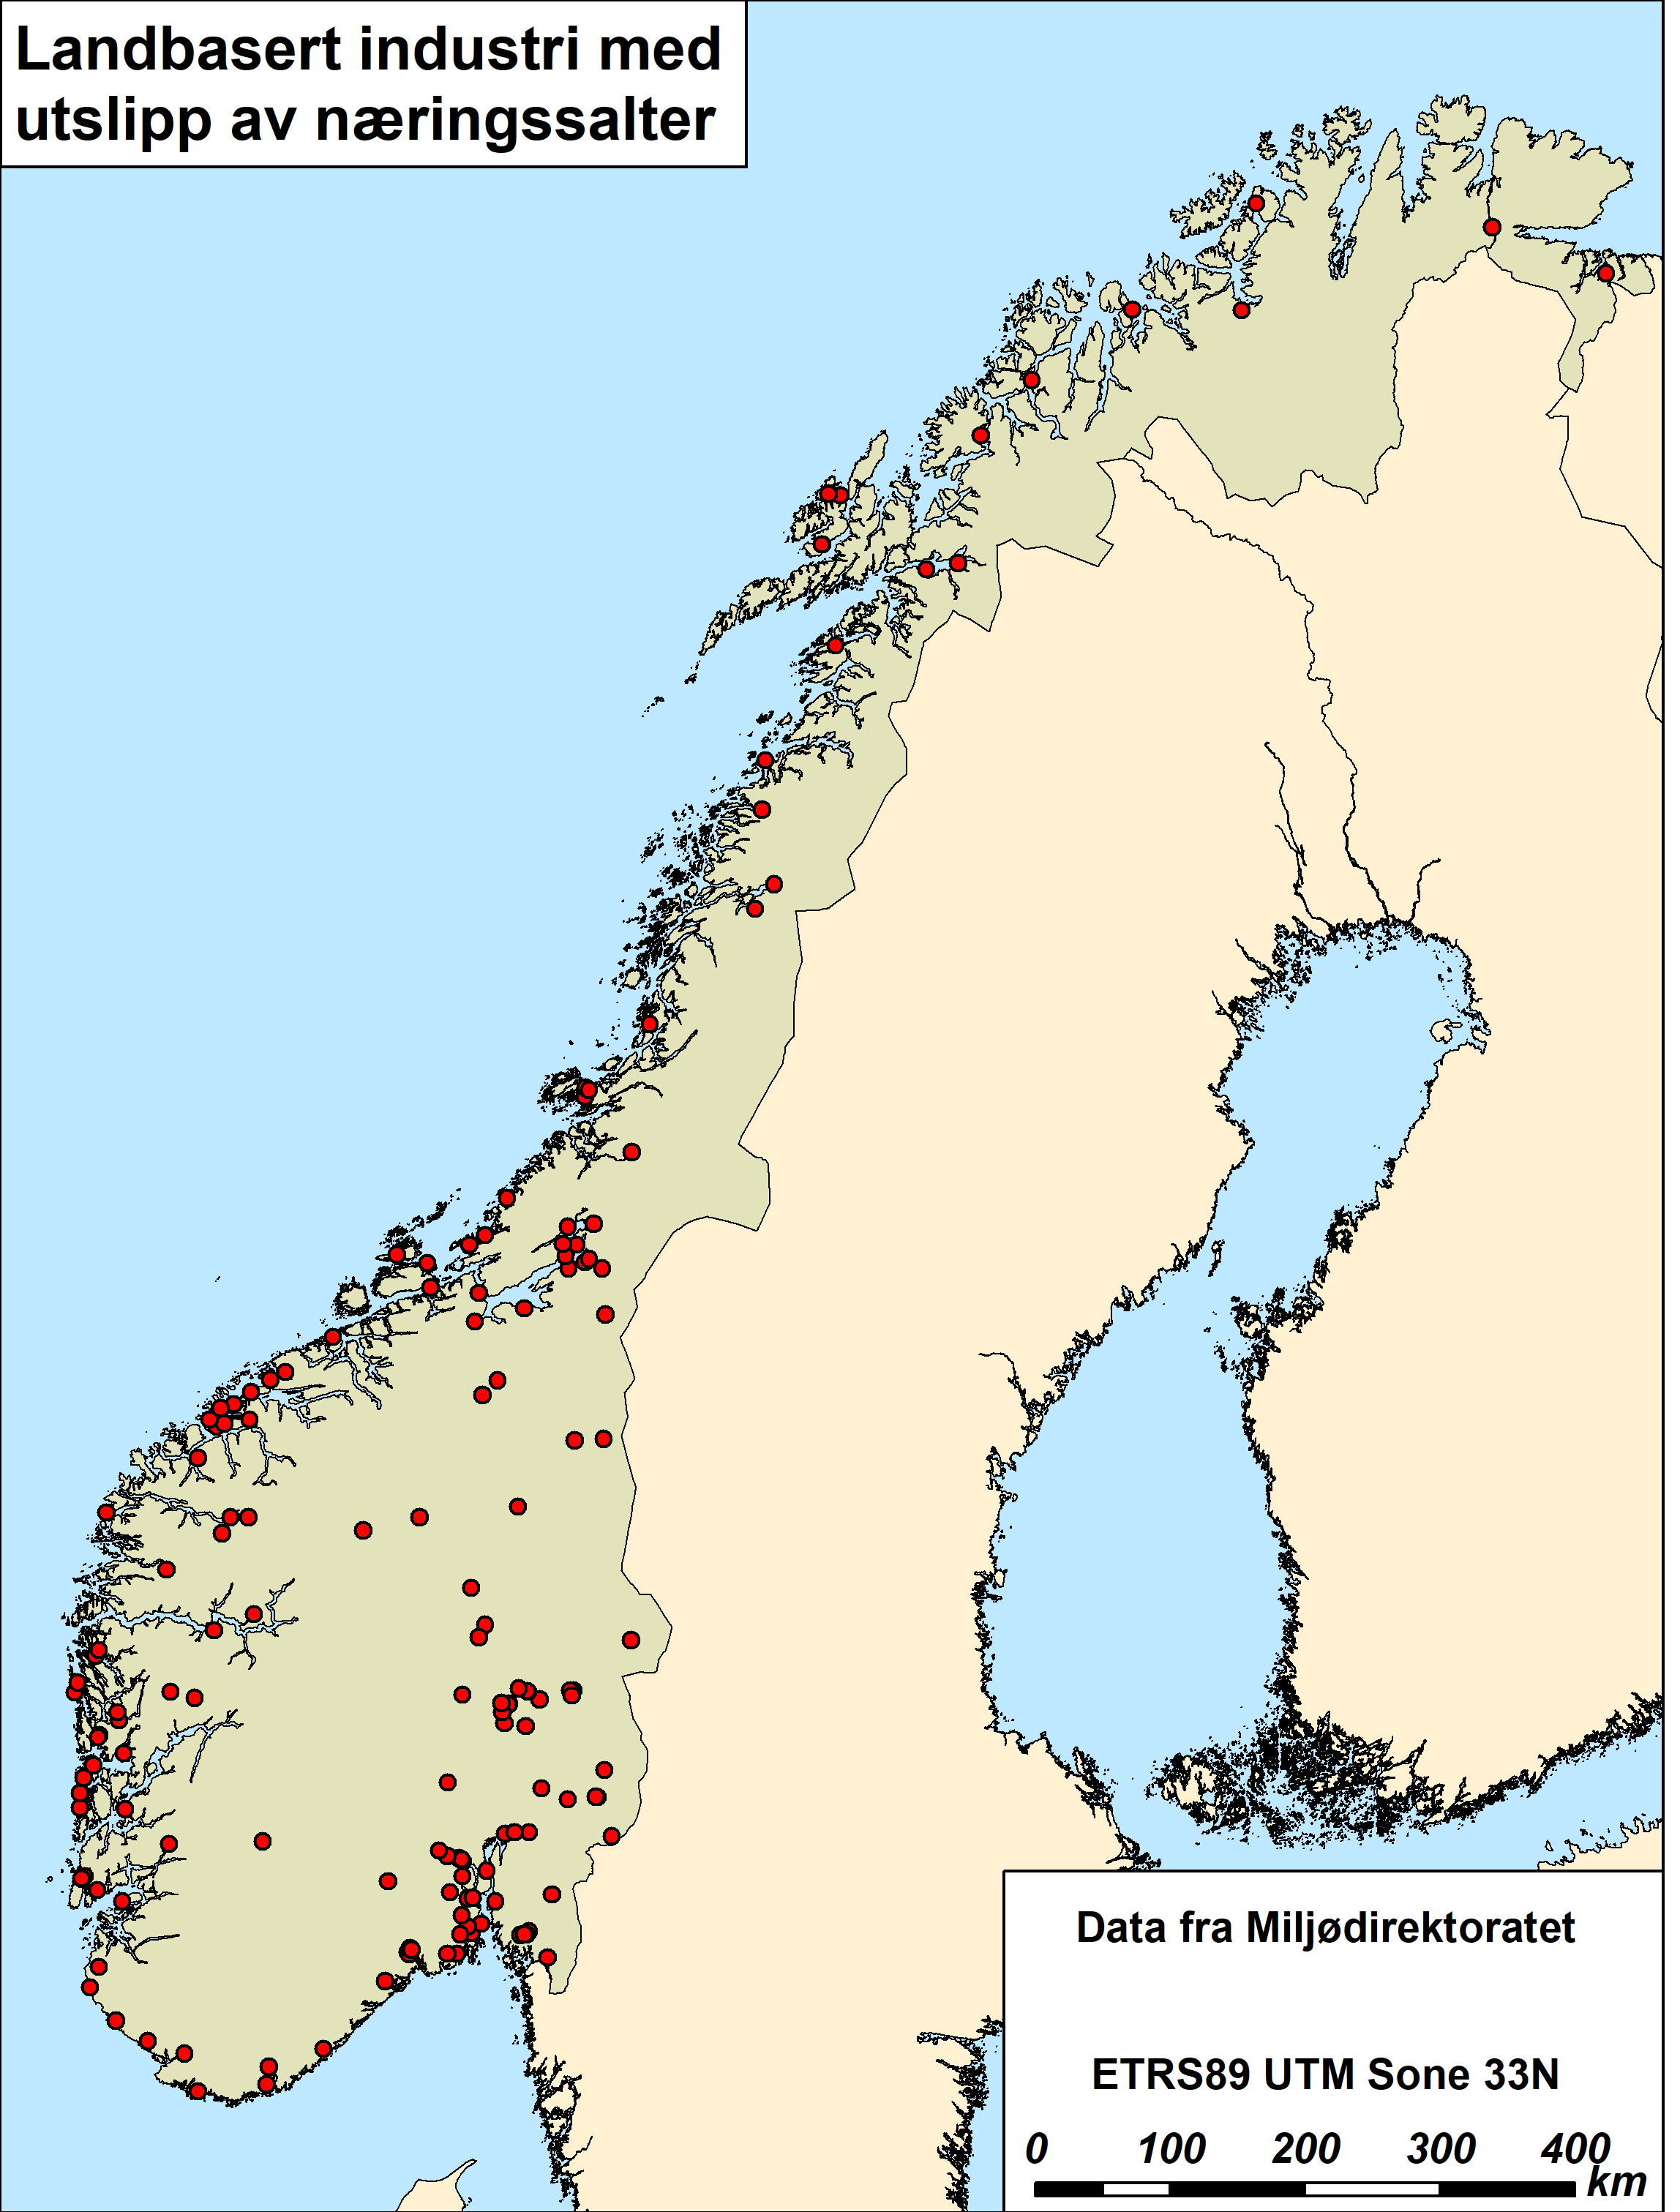 Landbasert industri med
utslipp av næringssalter
Data fra Miljødirektoratet
ETRS89 UTM Sone 33N
0 100 200 300 400
km